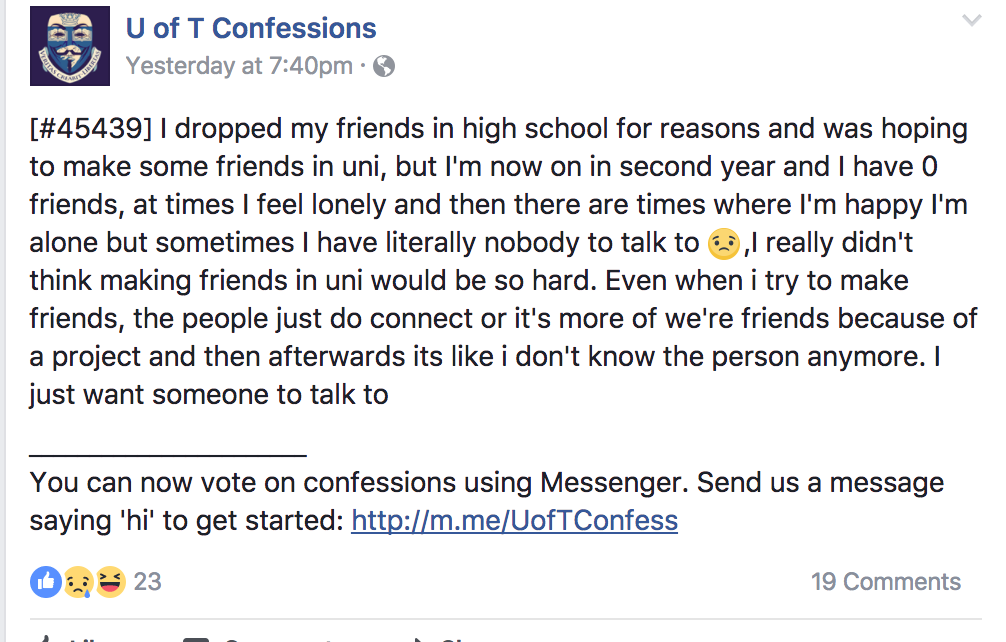 U of T Confessions
Yesterday at 7:40pm ·
[#45439] I dropped my friends in high school for reasons and was hoping
to make some friends in uni, but I'm now on in second year and I have 0
friends, at times I feel lonely and then there are times where I'm happy I'm
alone but sometimes I have literally nobody to talk to 😟,I really didn't
think making friends in uni would be so hard. Even when i try to make
friends, the people just do connect or it's more of we're friends because of
a project and then afterwards its like i don't know the person anymore. I
just want someone to talk to
____________________
You can now vote on confessions using Messenger. Send us a message
saying 'hi' to get started: http://m.me/UofTConfess
23
19 Comments